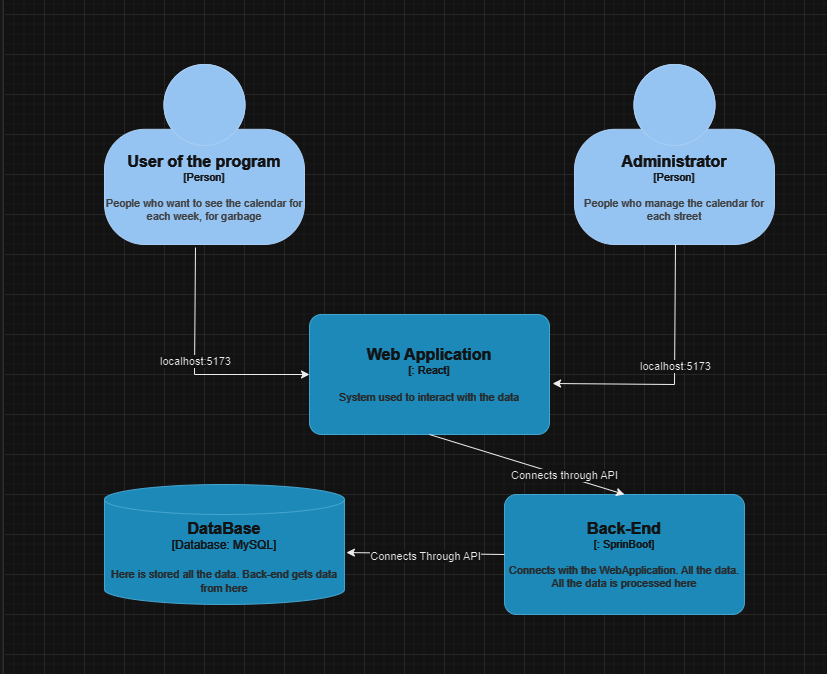 User of the program
[Person]
People who want to see the calendar for
each week, for garbage
Administrator
[Person]
People who manage the calendar for
each street
localhost:5173
localhost:5173
Web Application
[: React]
System used to interact with the data
Connects through API
DataBase
[Database: MySQL]
Here is stored all the data. Back-end gets data
from here
Connects Through API
Back-End
[: SprinBoot]
Connects with the WebApplication. All the data.
All the data is processed here